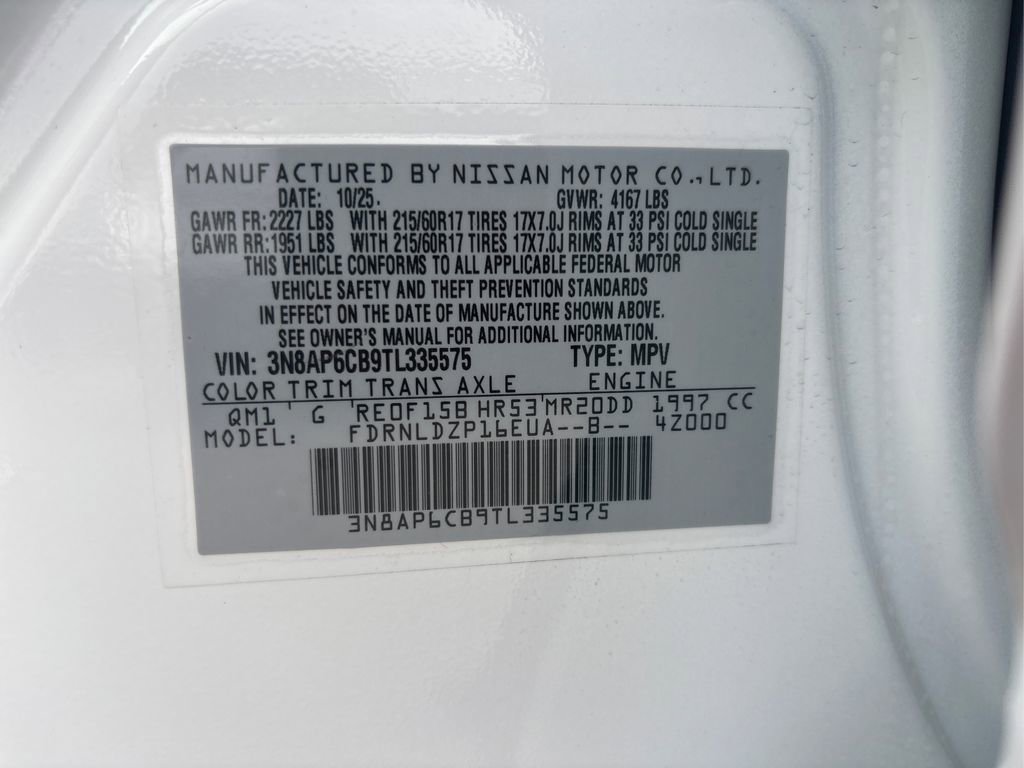 MANUFACTURED BY NISSAN MOTOR CO.,LTD.
DATE: 10/25. GVWR: 4167 LBS
GAWR FR: 2227 LBS WITH 215/60R17 TIRES 17X7.0J RIMS AT 33 PSI COLD SINGLE
GAWR RR: 1951 LBS WITH 215/60R17 TIRES 17X7.0J RIMS AT 33 PSI COLD SINGLE
THIS VEHICLE CONFORMS TO ALL APPLICABLE FEDERAL MOTOR
VEHICLE SAFETY AND THEFT PREVENTION STANDARDS
IN EFFECT ON THE DATE OF MANUFACTURE SHOWN ABOVE.
SEE OWNER'S MANUAL FOR ADDITIONAL INFORMATION.
VIN: 3N8AP6CB9TL335575 TYPE: MPV
COLOR TRIM TRANS AXLE ENGINE
QM1 G RE0F15B HR53 MR20DD 1997 CC
MODEL: FDRNLDZP16EUA--B-- 4Z000
3N8AP6CB9TL335575